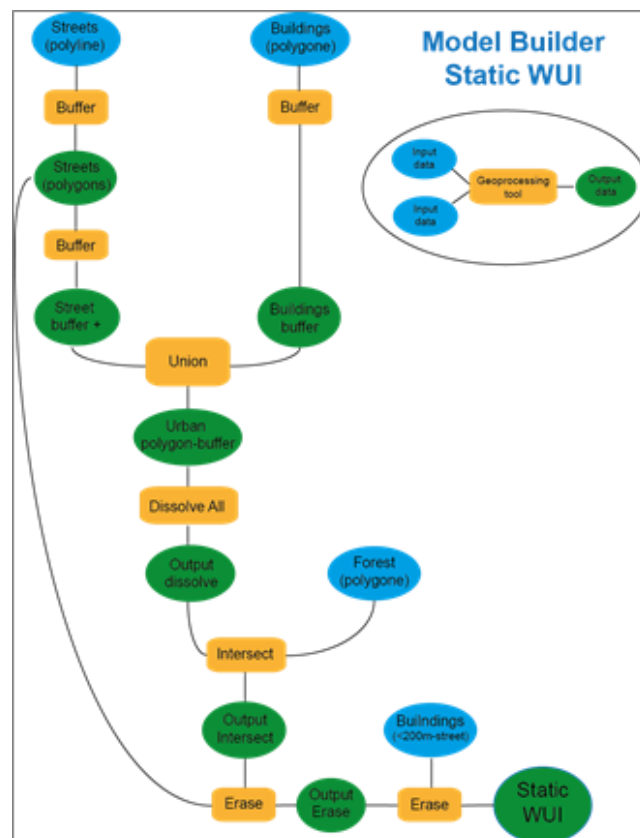 Streets
(polyline)
Buildings
(polygone)
Model Builder
Static WUI
Buffer
Buffer
Input
data
Geoprocessing
tool
Output
data
Input
data
Streets
(polygons)
Buffer
Street
buffer +
Buildings
buffer
Union
Urban
polygon-buffer
Dissolve All
Output
dissolve
Forest
(polygone)
Intersect
Output
Intersect
Builndings
(<200m-street)
Erase
Output
Erase
Erase
Static
WUI